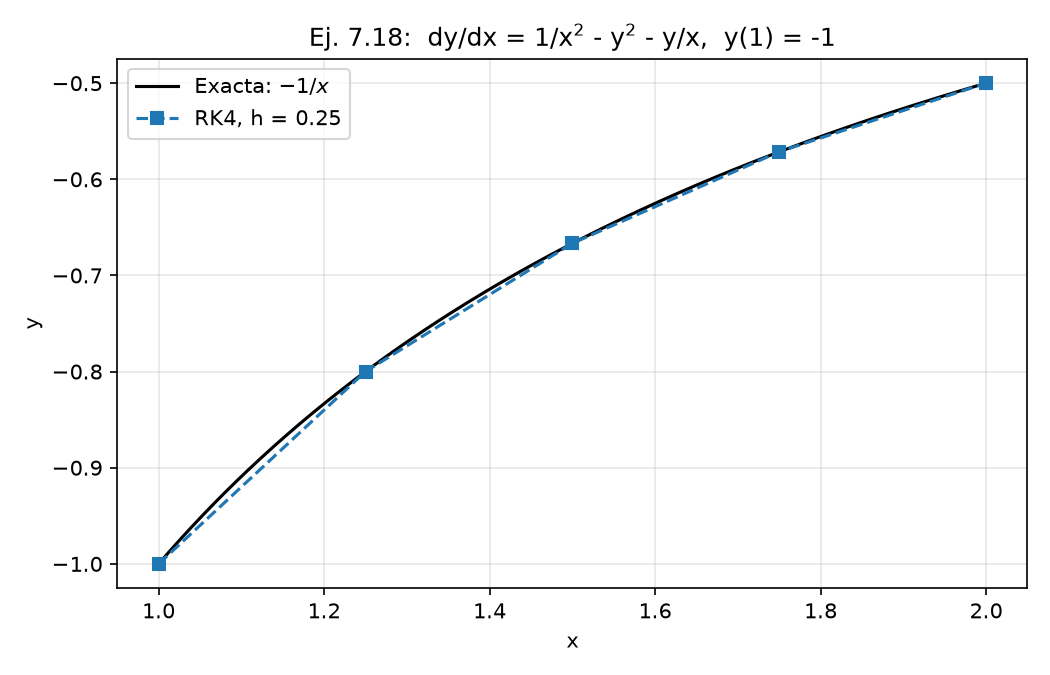 Ej. 7.18:  dy/dx = 1/x² - y² - y/x,  y(1) = -1
Exacta: −1/x
RK4, h = 0.25
−0.5
−0.6
−0.7
−0.8
−0.9
−1.0
y
1.0 1.2 1.4 1.6 1.8 2.0
x